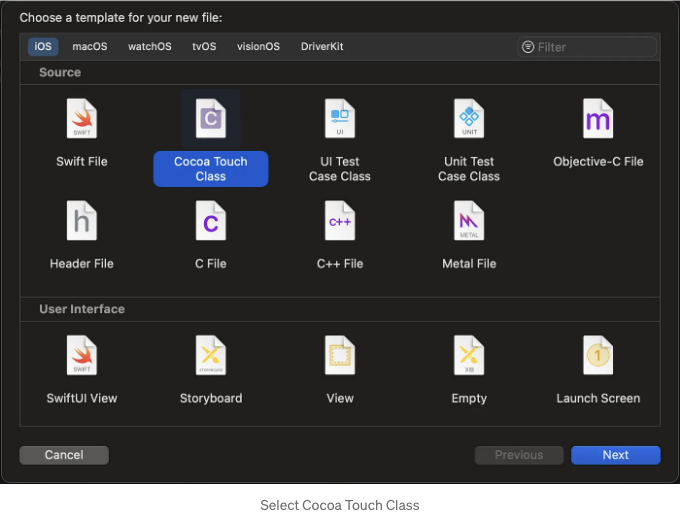 Choose a template for your new file:
iOS macOS watchOS tvOS visionOS DriverKit Filter
Source
SWIFT C UI UNIT m
Swift File Cocoa Touch Class UI Test Case Class Unit Test Case Class Objective-C File
h C C++ METAL
Header File C File C++ File Metal File
User Interface
SWIFT STORYBOARD XIB 1
SwiftUI View Storyboard View Empty Launch Screen
Cancel Previous Next
Select Cocoa Touch Class